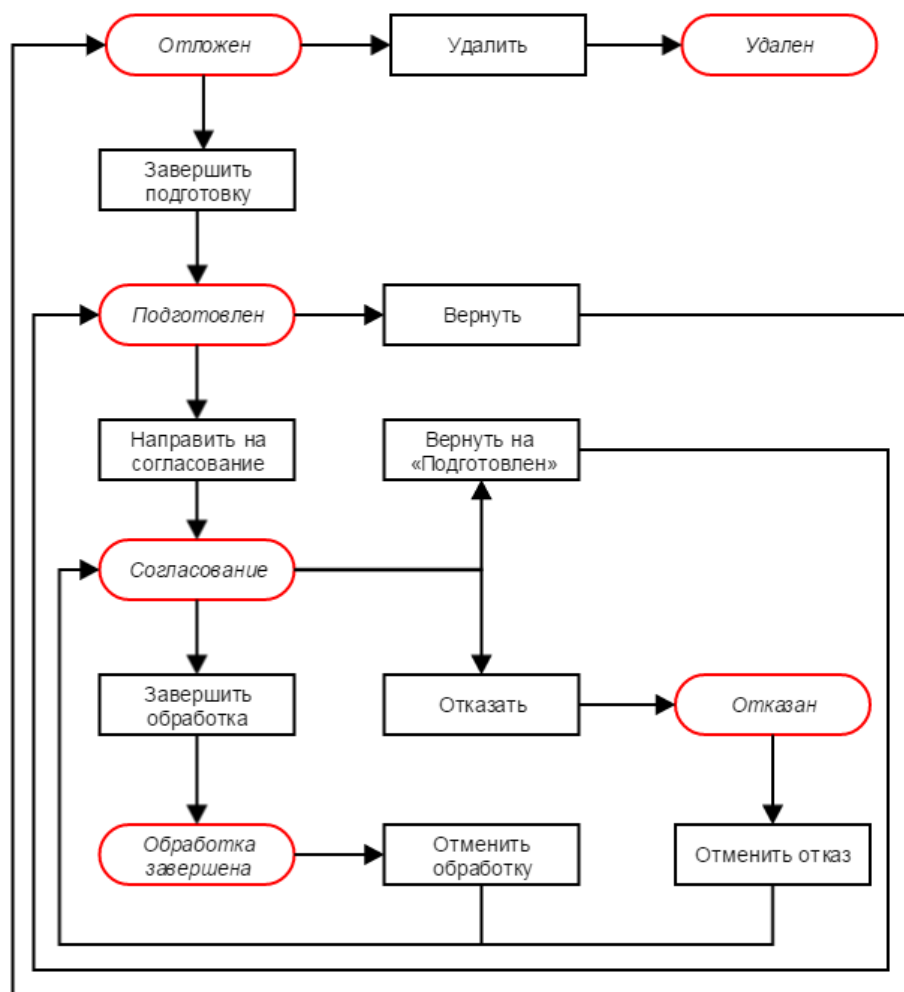 Отложен
Удалить
Удален
Завершить
подготовку
Подготовлен
Вернуть
Направить на
согласование
Вернуть на
«Подготовлен»
Согласование
Завершить
обработка
Отказать
Отказан
Обработка
завершена
Отменить
обработку
Отменить отказ